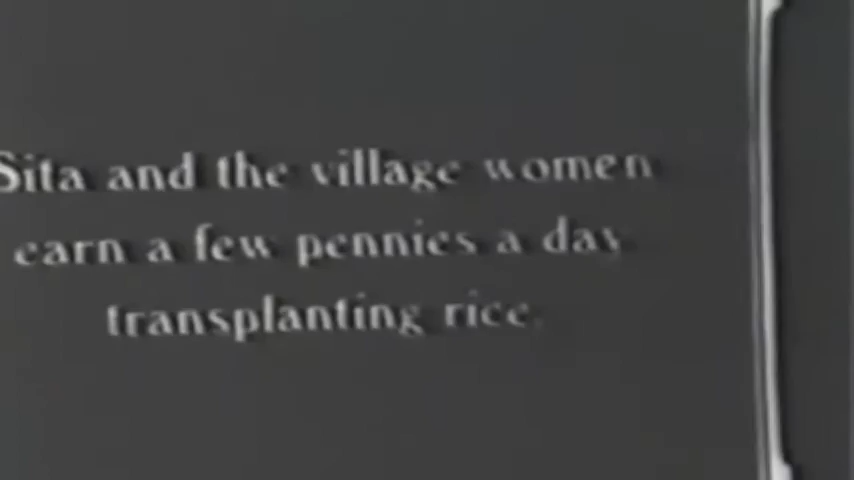 Sita and the village women
earn a few pennies a day
transplanting rice.